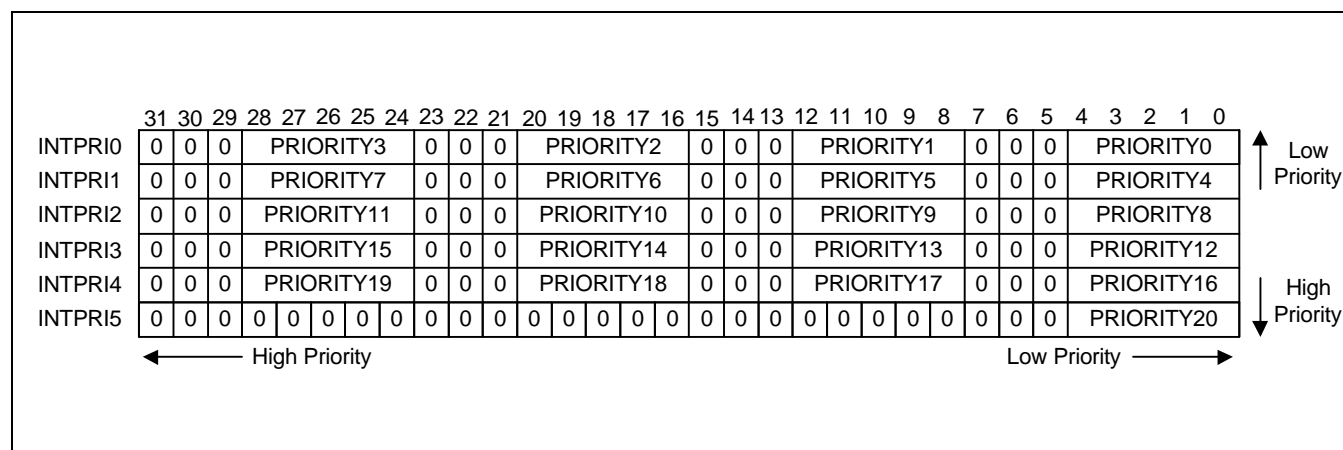 31 30 29 28 27 26 25 24 23 22 21 20 19 18 17 16 15 14 13 12 11 10 9 8 7 6 5 4 3 2 1 0
INTPRI0 0 0 0 PRIORITY3 0 0 0 PRIORITY2 0 0 0 PRIORITY1 0 0 0 PRIORITY0
Low
Priority
INTPRI1 0 0 0 PRIORITY7 0 0 0 PRIORITY6 0 0 0 PRIORITY5 0 0 0 PRIORITY4
INTPRI2 0 0 0 PRIORITY11 0 0 0 PRIORITY10 0 0 0 PRIORITY9 0 0 0 PRIORITY8
INTPRI3 0 0 0 PRIORITY15 0 0 0 PRIORITY14 0 0 0 PRIORITY13 0 0 0 PRIORITY12
INTPRI4 0 0 0 PRIORITY19 0 0 0 PRIORITY18 0 0 0 PRIORITY17 0 0 0 PRIORITY16
High
Priority
INTPRI5 0 0 0 0 0 0 0 0 0 0 0 0 0 0 0 0 0 0 0 0 0 0 0 0 0 0 0 PRIORITY20
High Priority Low Priority